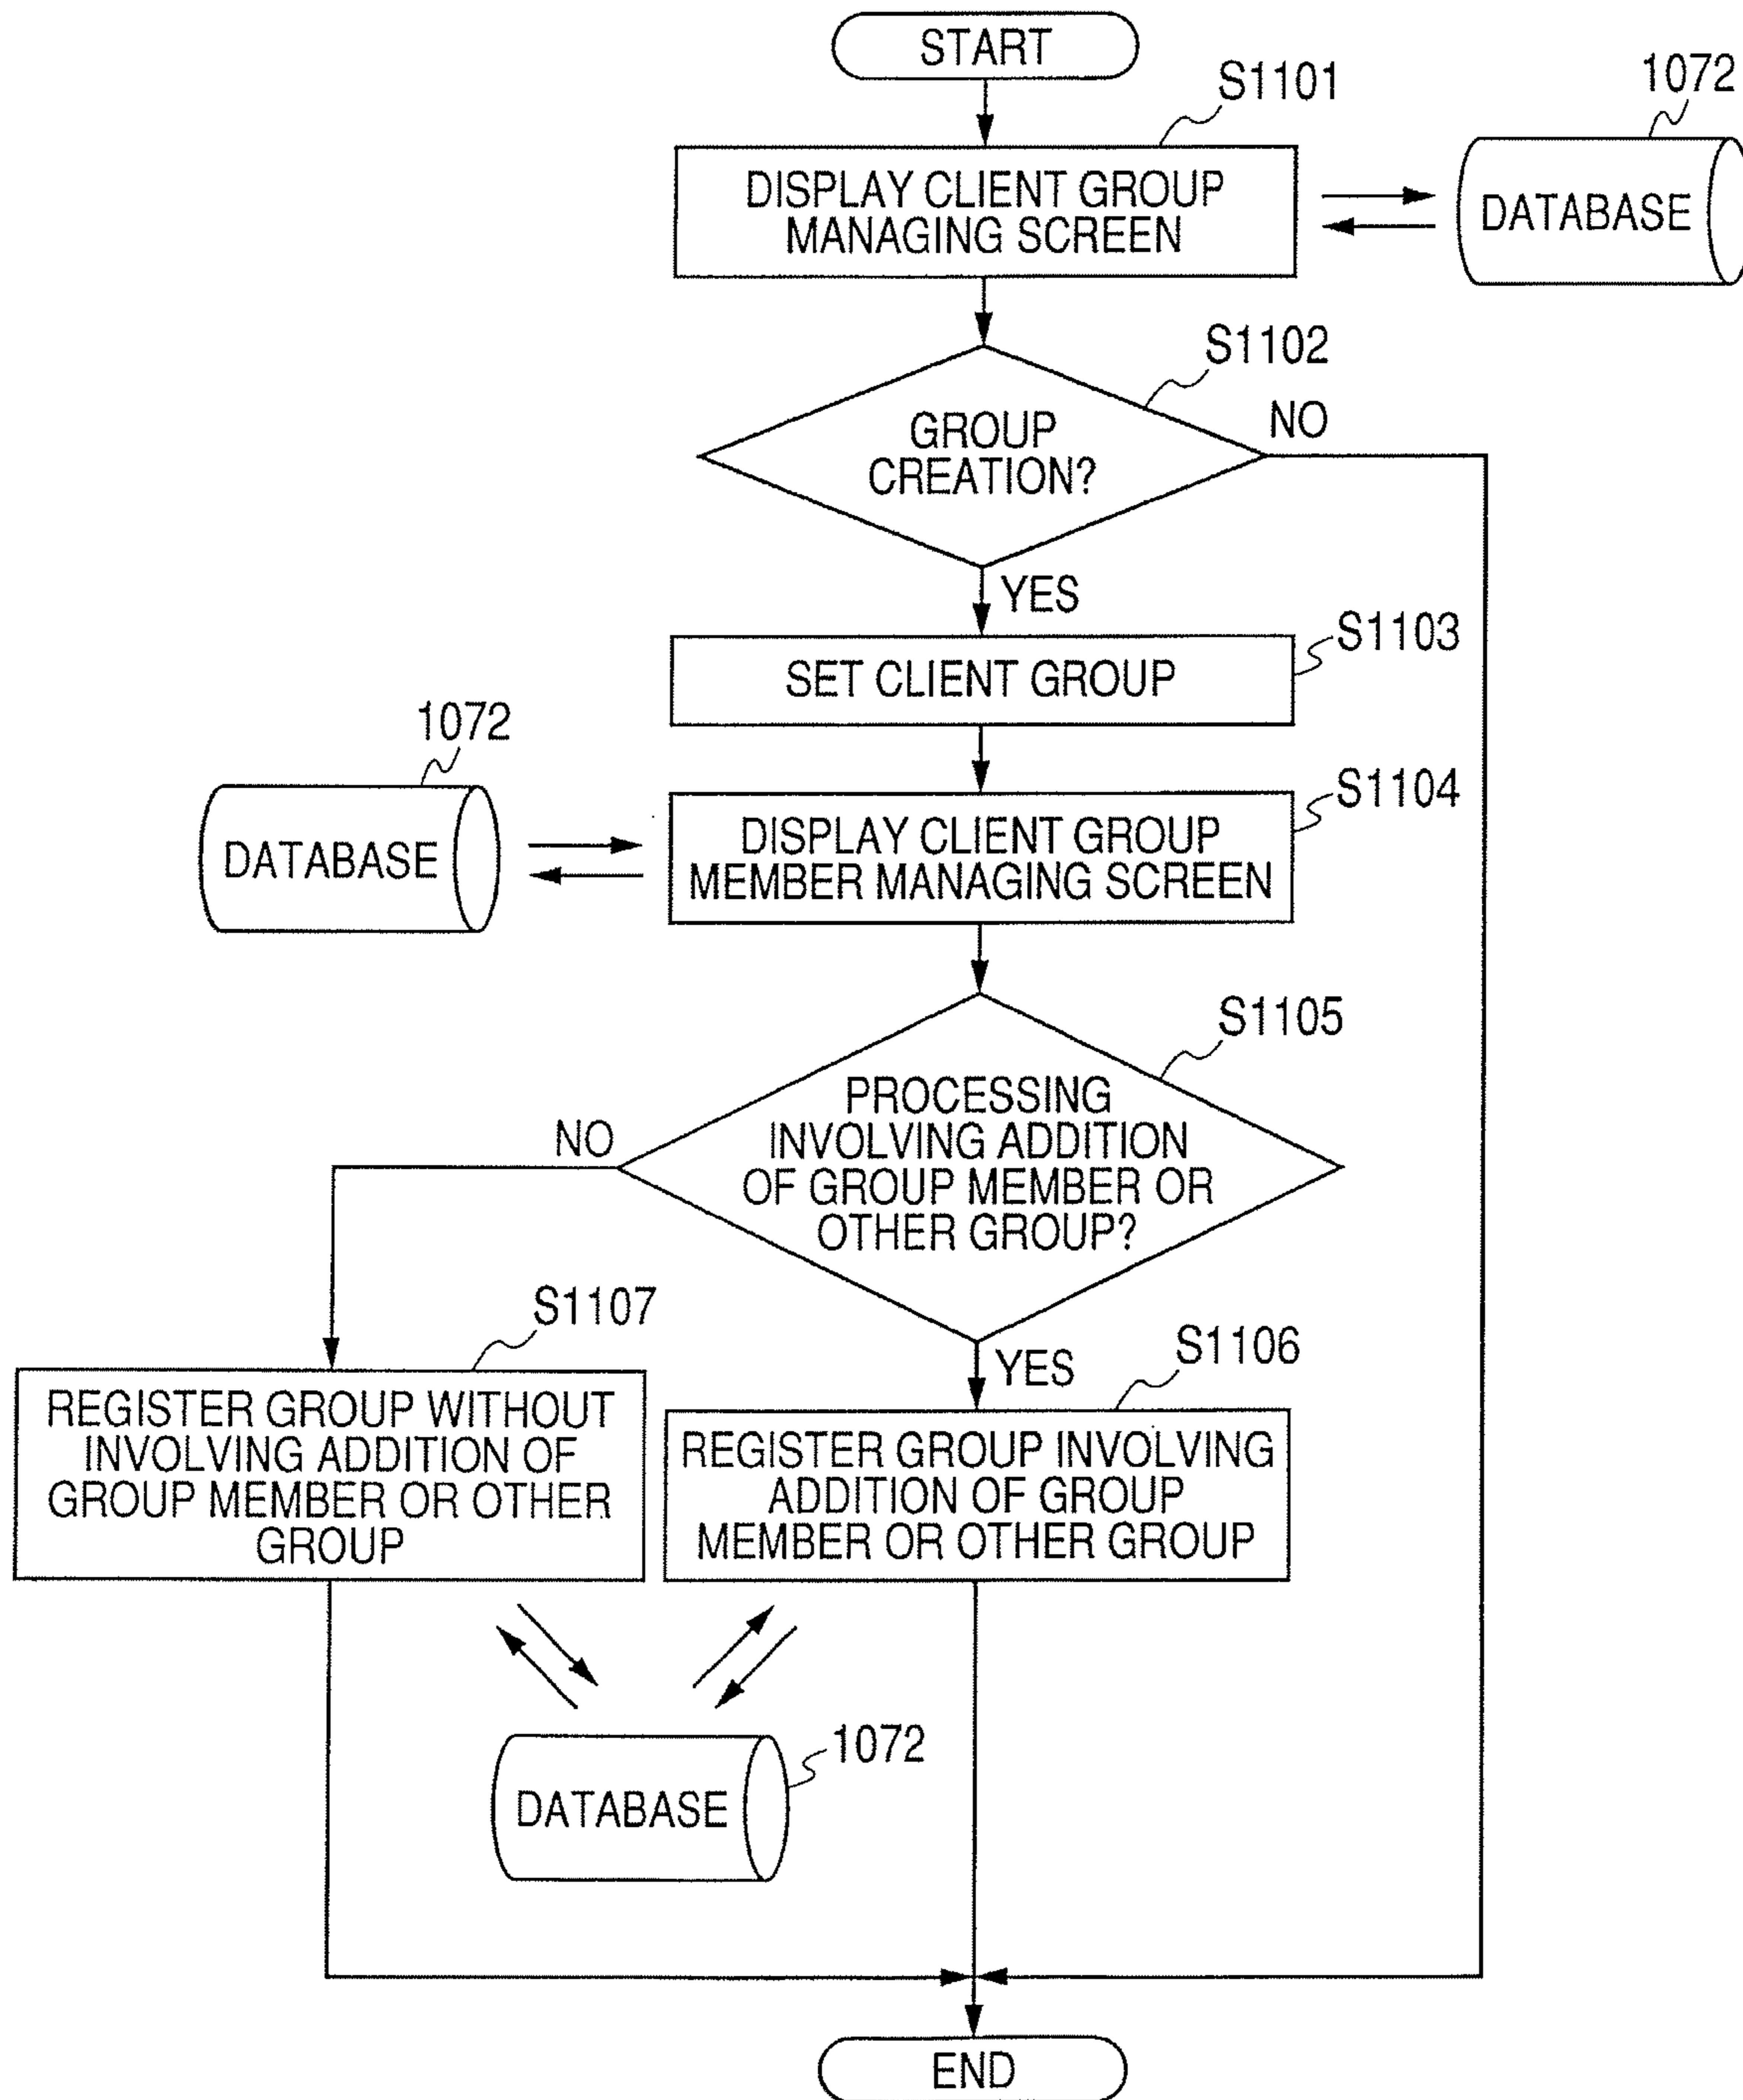 START
S1101
1072
DISPLAY CLIENT GROUP
MANAGING SCREEN
DATABASE
S1102
GROUP
CREATION?
NO
YES
S1103
SET CLIENT GROUP
1072
DATABASE
S1104
DISPLAY CLIENT GROUP
MEMBER MANAGING SCREEN
S1105
PROCESSING
INVOLVING ADDITION
OF GROUP MEMBER OR
OTHER GROUP?
NO
YES
S1107
REGISTER GROUP WITHOUT
INVOLVING ADDITION OF
GROUP MEMBER OR OTHER
GROUP
S1106
REGISTER GROUP INVOLVING
ADDITION OF GROUP
MEMBER OR OTHER GROUP
1072
DATABASE
END